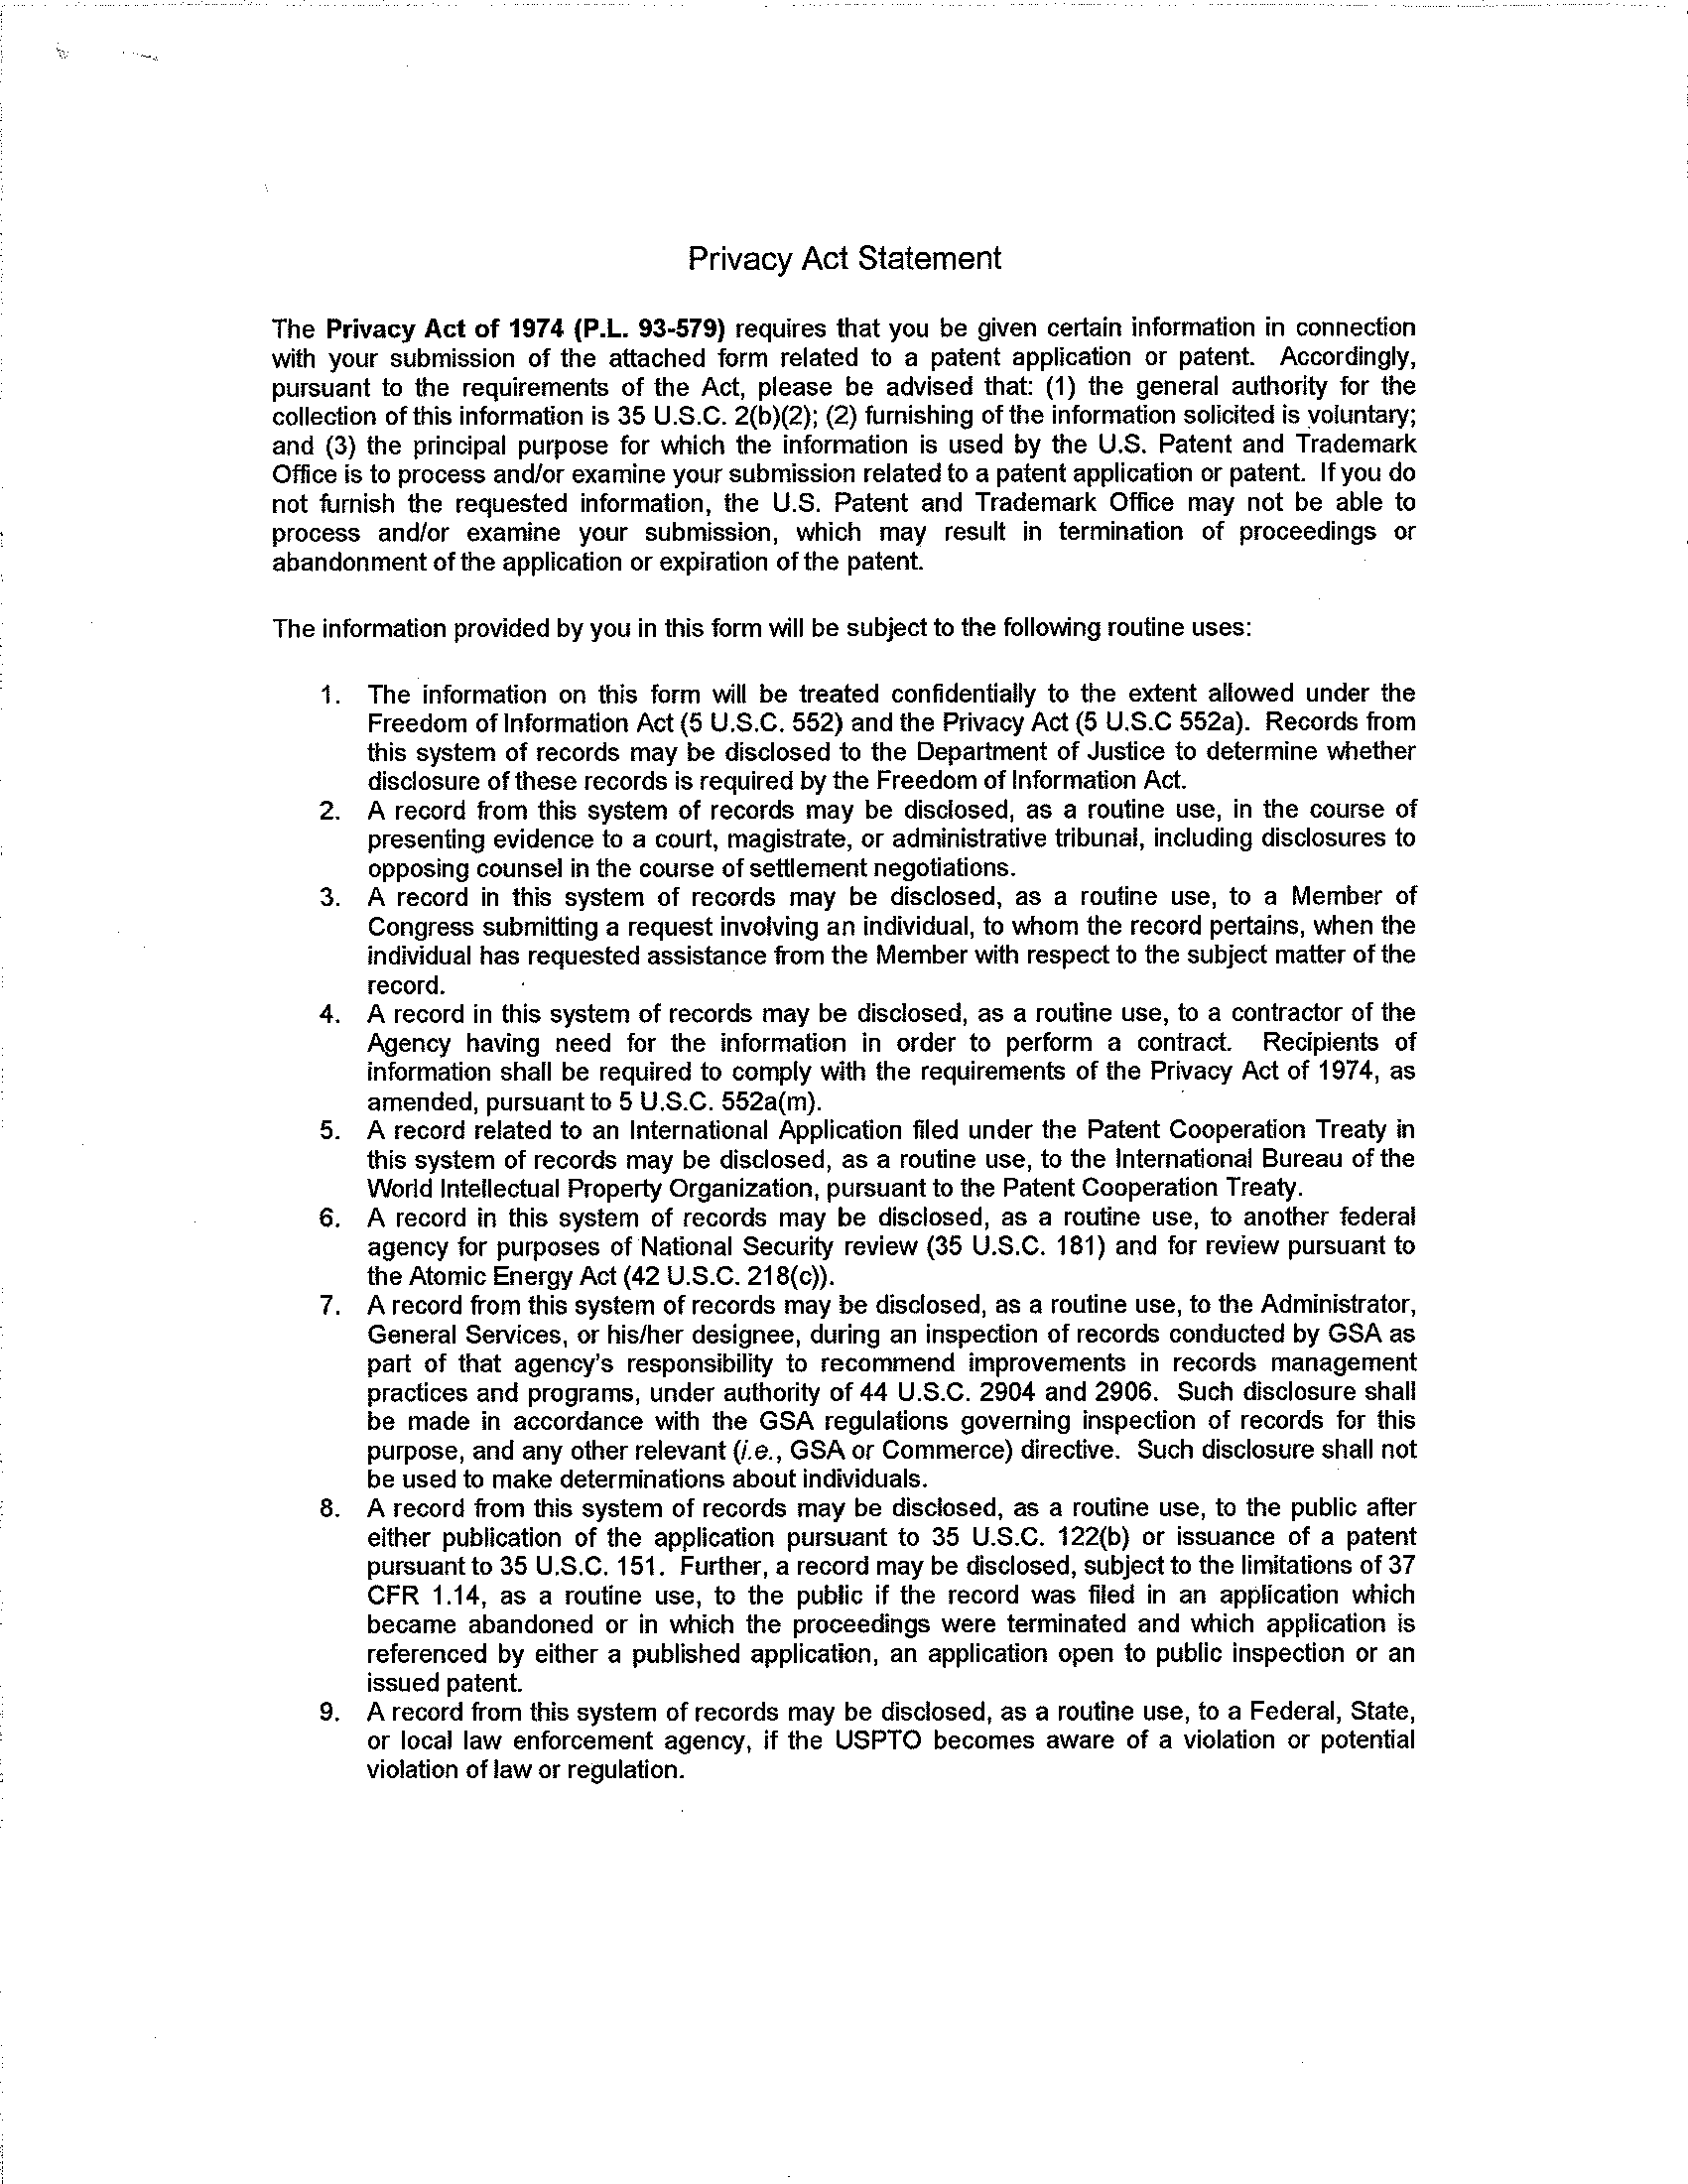 Privacy Act Statement
The Privacy Act of 1974 (P.L. 93-579) requires that you be given certain information in connection
with your submission of the attached form related to a patent application or patent. Accordingly,
pursuant to the requirements of the Act, please be advised that: (1) the general authority for the
collection of this information is 35 U.S.C. 2(b)(2); (2) furnishing of the information solicited is voluntary;
and (3) the principal purpose for which the information is used by the U.S. Patent and Trademark
Office is to process and/or examine your submission related to a patent application or patent. If you do
not furnish the requested information, the U.S. Patent and Trademark Office may not be able to
process and/or examine your submission, which may result in termination of proceedings or
abandonment of the application or expiration of the patent.
The information provided by you in this form will be subject to the following routine uses:
1. The information on this form will be treated confidentially to the extent allowed under the
Freedom of Information Act (5 U.S.C. 552) and the Privacy Act (5 U.S.C 552a). Records from
this system of records may be disclosed to the Department of Justice to determine whether
disclosure of these records is required by the Freedom of Information Act.
2. A record from this system of records may be disclosed, as a routine use, in the course of
presenting evidence to a court, magistrate, or administrative tribunal, including disclosures to
opposing counsel in the course of settlement negotiations.
3. A record in this system of records may be disclosed, as a routine use, to a Member of
Congress submitting a request involving an individual, to whom the record pertains, when the
individual has requested assistance from the Member with respect to the subject matter of the
record.
4. A record in this system of records may be disclosed, as a routine use, to a contractor of the
Agency having need for the information in order to perform a contract. Recipients of
information shall be required to comply with the requirements of the Privacy Act of 1974, as
amended, pursuant to 5 U.S.C. 552a(m).
5. A record related to an International Application filed under the Patent Cooperation Treaty in
this system of records may be disclosed, as a routine use, to the International Bureau of the
World Intellectual Property Organization, pursuant to the Patent Cooperation Treaty.
6. A record in this system of records may be disclosed, as a routine use, to another federal
agency for purposes of National Security review (35 U.S.C. 181) and for review pursuant to
the Atomic Energy Act (42 U.S.C. 218(c)).
7. A record from this system of records may be disclosed, as a routine use, to the Administrator,
General Services, or his/her designee, during an inspection of records conducted by GSA as
part of that agency's responsibility to recommend improvements in records management
practices and programs, under authority of 44 U.S.C. 2904 and 2906. Such disclosure shall
be made in accordance with the GSA regulations governing inspection of records for this
purpose, and any other relevant (i.e., GSA or Commerce) directive. Such disclosure shall not
be used to make determinations about individuals.
8. A record from this system of records may be disclosed, as a routine use, to the public after
either publication of the application pursuant to 35 U.S.C. 122(b) or issuance of a patent
pursuant to 35 U.S.C. 151. Further, a record may be disclosed, subject to the limitations of 37
CFR 1.14, as a routine use, to the public if the record was filed in an application which
became abandoned or in which the proceedings were terminated and which application is
referenced by either a published application, an application open to public inspection or an
issued patent.
9. A record from this system of records may be disclosed, as a routine use, to a Federal, State,
or local law enforcement agency, if the USPTO becomes aware of a violation or potential
violation of law or regulation.